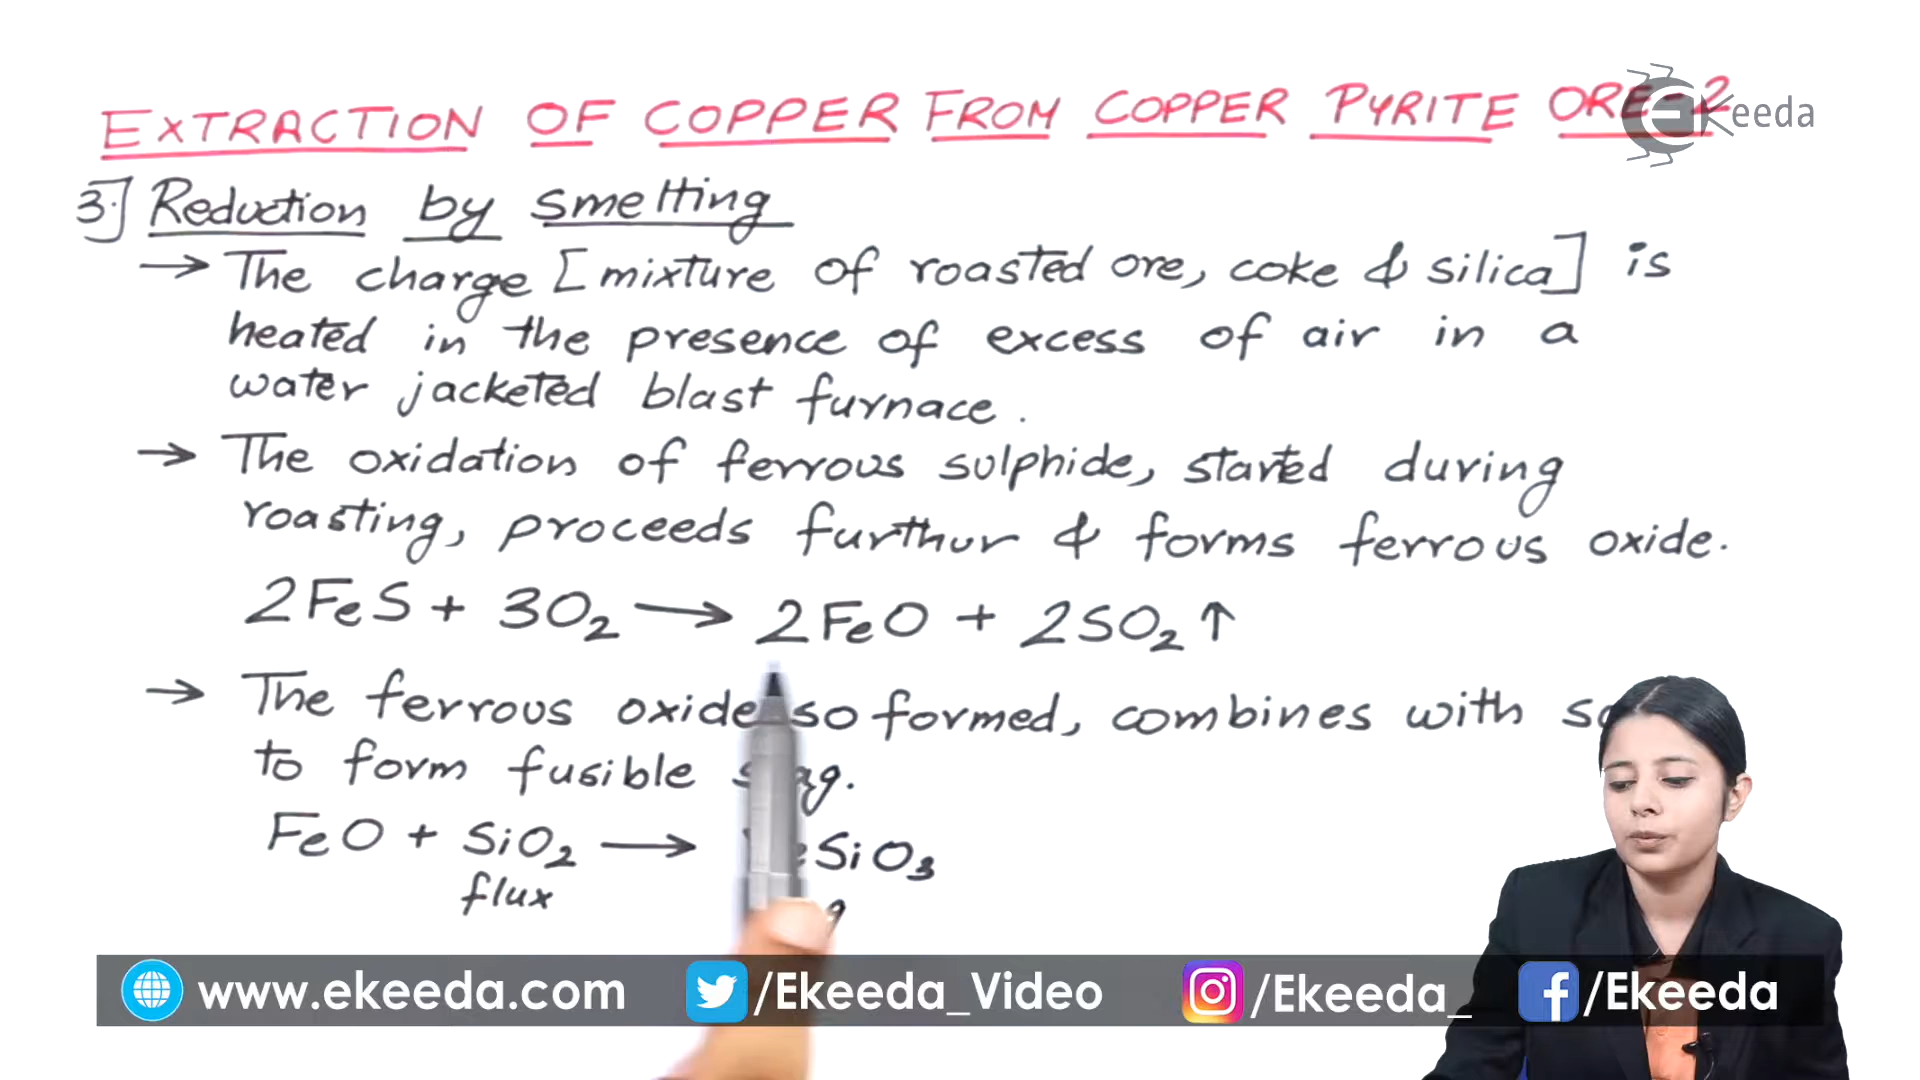 EXTRACTION OF COPPER FROM COPPER PYRITE ORE-2
Ekeeda
3.] Reduction by smelting
→ The charge [mixture of roasted ore, coke & silica] is
heated in the presence of excess of air in a
water jacketed blast furnace.
→ The oxidation of ferrous sulphide, started during
roasting, proceeds furthur & forms ferrous oxide.
2FeS + 3O₂ → 2FeO + 2SO₂ ↑
→ The ferrous oxide so formed, combines with
to form fusible
FeO + SiO₂ → SiO₃
flux
www.ekeeda.com /Ekeeda_Video /Ekeeda_ /Ekeeda